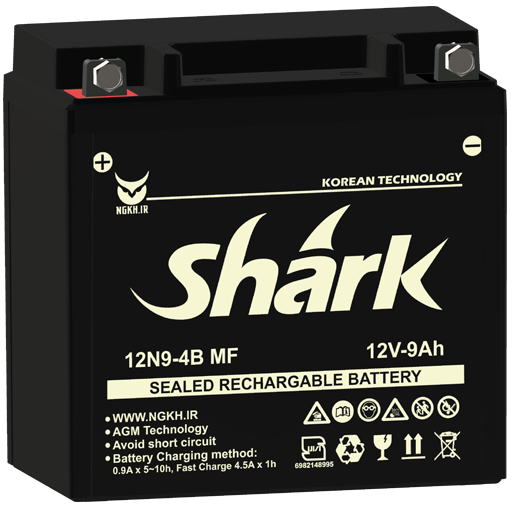 NGKH.IR
KOREAN TECHNOLOGY
Shark
12N9-4B MF
12V-9Ah
SEALED RECHARGABLE BATTERY
• WWW.NGKH.IR
• AGM Technology
• Avoid short circuit
• Battery Charging method:
0.9A x 5~10h, Fast Charge 4.5A x 1h
6982148995